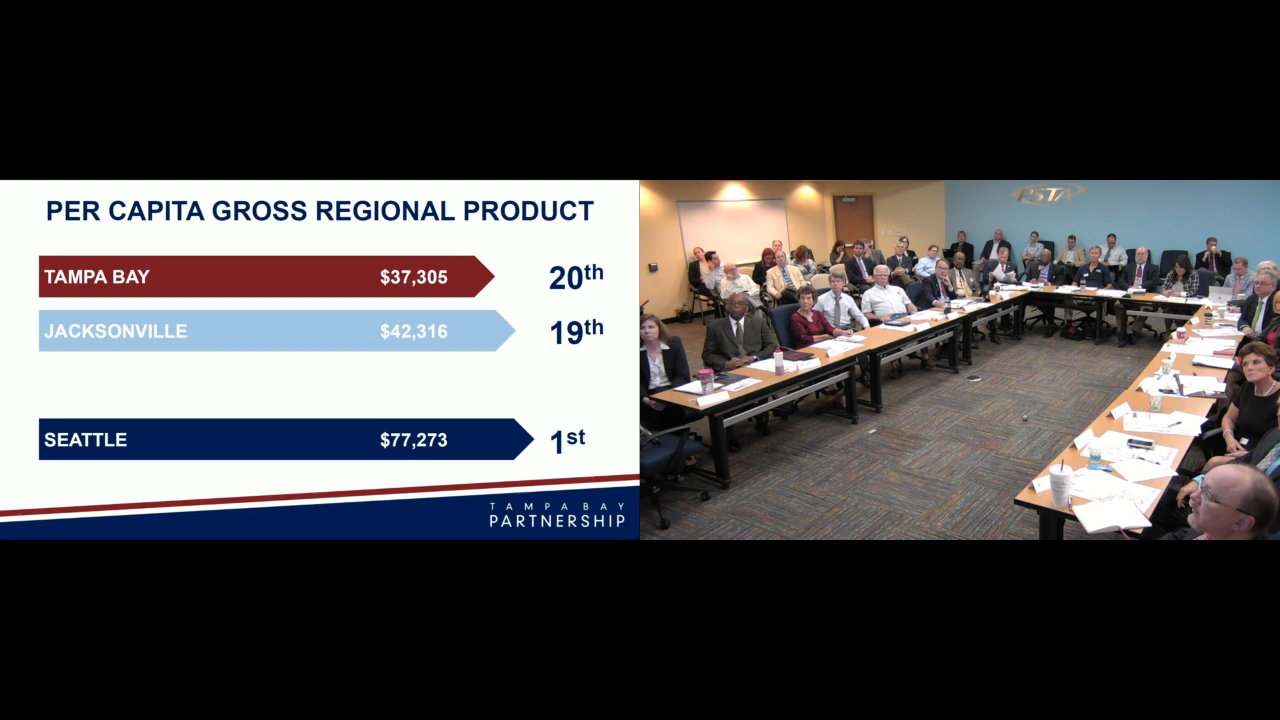 PER CAPITA GROSS REGIONAL PRODUCT
TAMPA BAY $37,305 20th
JACKSONVILLE $42,316 19th
SEATTLE $77,273 1st
TAMPA BAY
PARTNERSHIP
PSTA